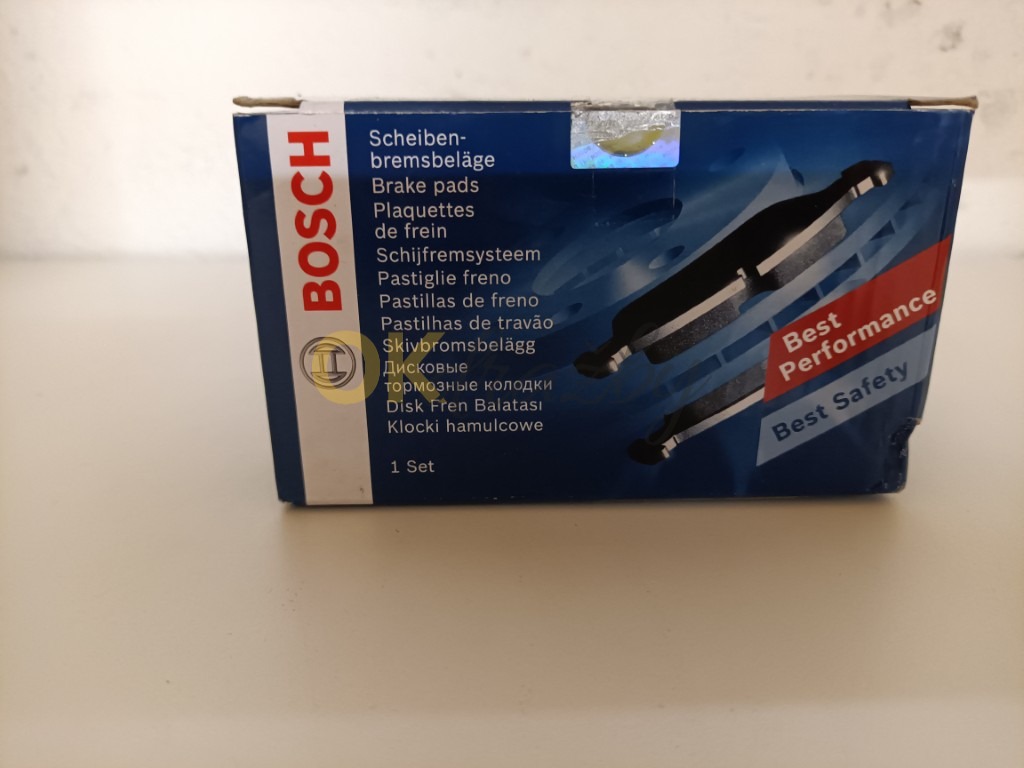 BOSCH
Scheiben-
bremsbeläge
Brake pads
Plaquettes
de frein
Schijfremsysteem
Pastiglie freno
Pastillas de freno
Pastilhas de travão
Skivbromsbelägg
Дисковые
тормозные колодки
Disk Fren Balatası
Klocki hamulcowe
1 Set
Best
Performance
Best Safety
OK